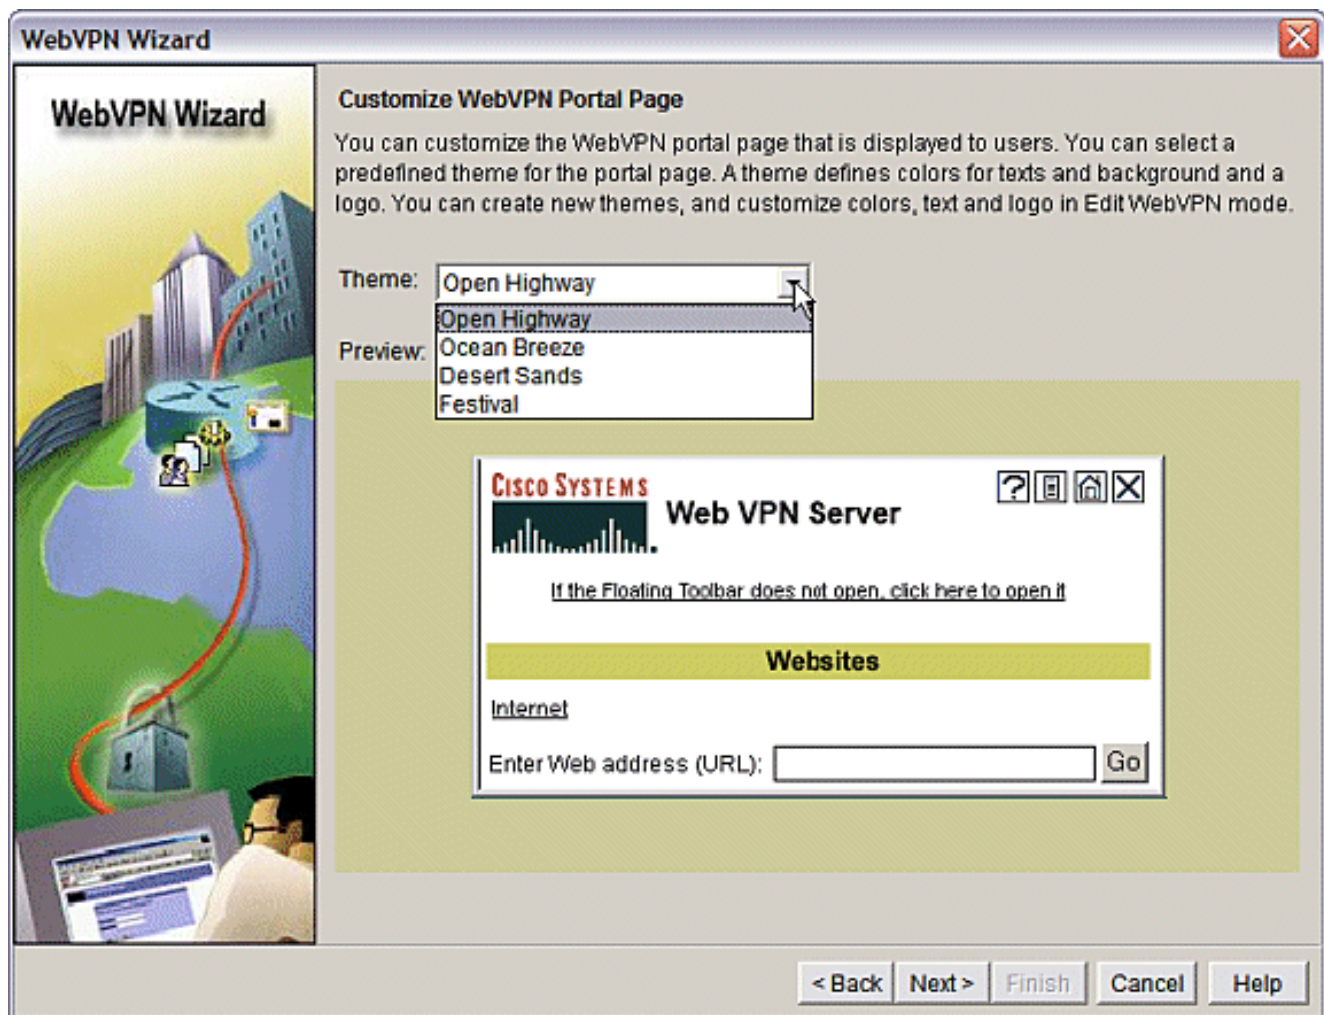 WebVPN Wizard
WebVPN Wizard
Customize WebVPN Portal Page
You can customize the WebVPN portal page that is displayed to users. You can select a
predefined theme for the portal page. A theme defines colors for texts and background and a
logo. You can create new themes, and customize colors, text and logo in Edit WebVPN mode.
Theme: Open Highway
Open Highway
Preview: Ocean Breeze
Desert Sands
Festival
CISCO SYSTEMS
Web VPN Server
If the Floating Toolbar does not open, click here to open it
Websites
Internet
Enter Web address (URL): Go
< Back Next > Finish Cancel Help